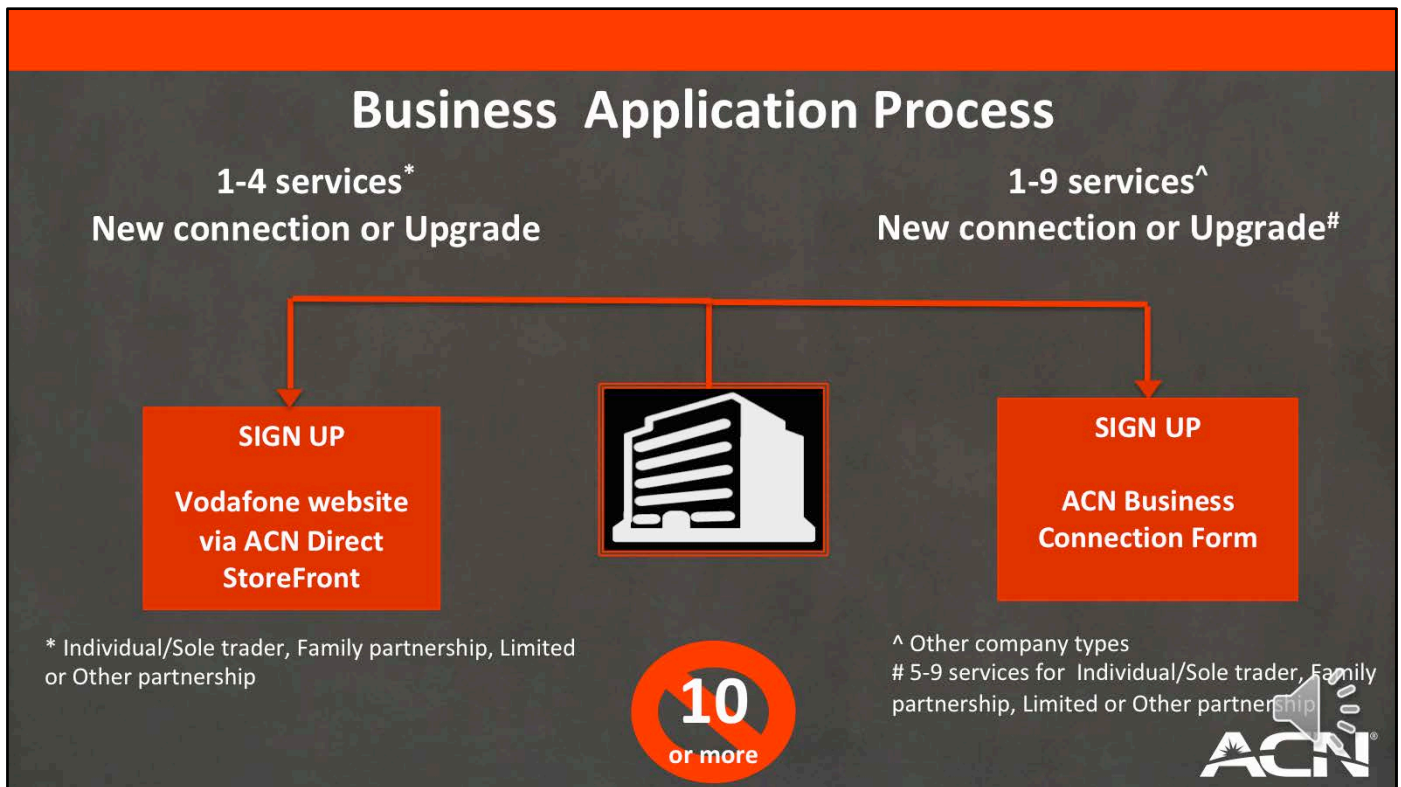 Business Application Process
1-4 services*
New connection or Upgrade
1-9 services^
New connection or Upgrade#
SIGN UP
Vodafone website
via ACN Direct
StoreFront
SIGN UP
ACN Business
Connection Form
* Individual/Sole trader, Family partnership, Limited
or Other partnership
10
or more
^ Other company types
# 5-9 services for Individual/Sole trader, Family
partnership, Limited or Other partnership
ACN®